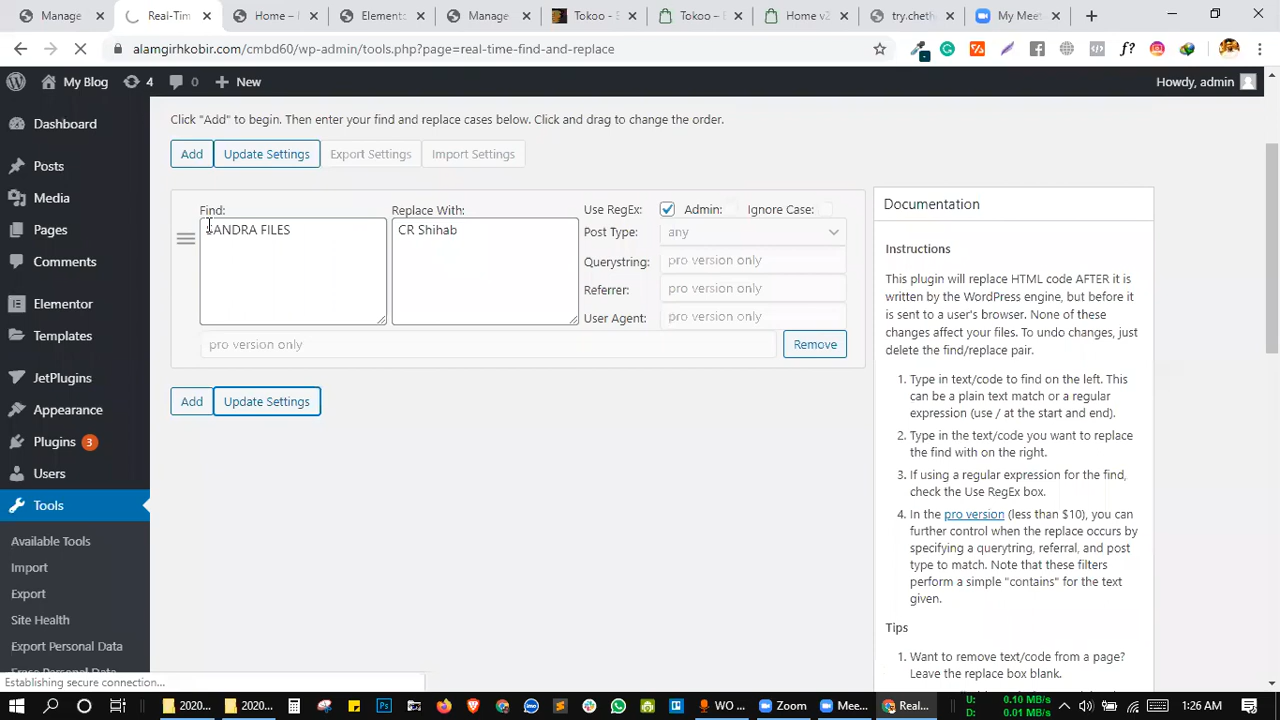 Manage
Real-Tim
Home – 
Element
Manage
Tokoo - E
Tokoo – E
Home v2
try.cheth
My Meet
alamgirhkobir.com/cmbd60/wp-admin/tools.php?page=real-time-find-and-replace
My Blog 4 0 New Howdy, admin
Dashboard
Posts
Media
Pages
Comments
Elementor
Templates
JetPlugins
Appearance
Plugins 3
Users
Tools
Available Tools
Import
Export
Site Health
Export Personal Data
Erase Personal Data
Click "Add" to begin. Then enter your find and replace cases below. Click and drag to change the order.
Add Update Settings Export Settings Import Settings
Find: Replace With: Use RegEx: Admin: Ignore Case:
SANDRA FILES CR Shihab Post Type: any
Querystring: pro version only
Referrer: pro version only
User Agent: pro version only
pro version only Remove
Add Update Settings
Documentation
Instructions
This plugin will replace HTML code AFTER it is
written by the WordPress engine, but before it
is sent to a user's browser. None of these
changes affect your files. To undo changes, just
delete the find/replace pair.
1. Type in text/code to find on the left. This
can be a plain text match or a regular
expression (use / at the start and end).
2. Type in the text/code you want to replace
the find with on the right.
3. If using a regular expression for the find,
check the Use RegEx box.
4. In the pro version (less than $10), you can
further control when the replace occurs by
specifying a querytring, referral, and post
type to match. Note that these filters
perform a simple "contains" for the text
given.
Tips
1. Want to remove text/code from a page?
Leave the replace box blank.
Establishing secure connection...
2020... 2020... WO ... Zoom Mee... Real... U: 0.10 MB/s
D: 0.01 MB/s 1:26 AM